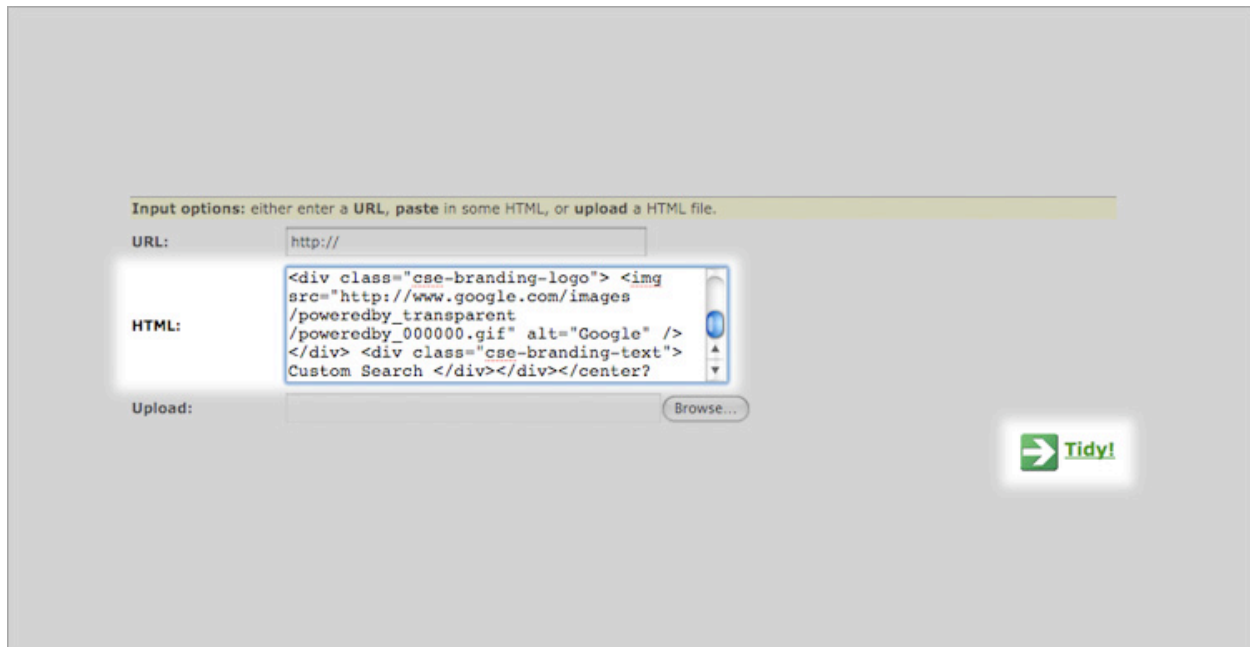 Input options: either enter a URL, paste in some HTML, or upload a HTML file.
URL:
http://
HTML:
<div class="cse-branding-logo"> <img
src="http://www.google.com/images
/poweredby_transparent
/poweredby_000000.gif" alt="Google" />
</div> <div class="cse-branding-text">
Custom Search </div></div></center?
Upload:
Browse...
Tidy!